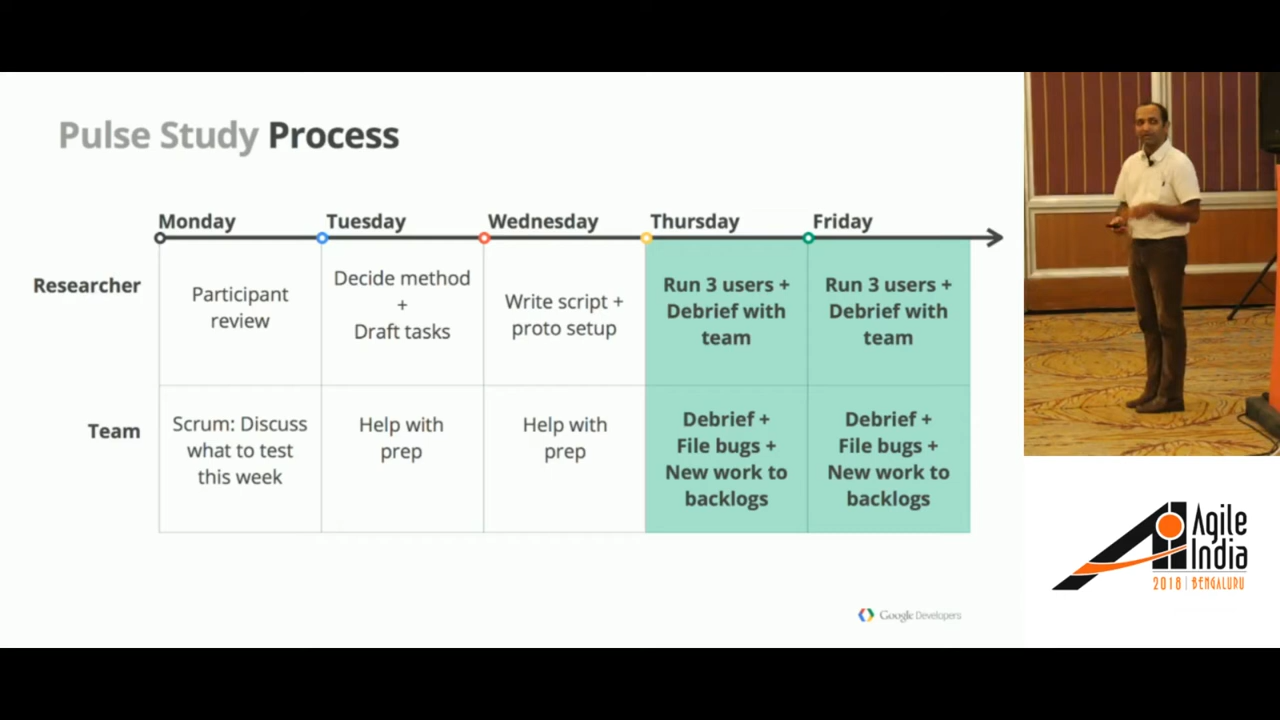 Pulse Study Process
Monday
Tuesday
Wednesday
Thursday
Friday
Researcher
Participant
review
Decide method
+
Draft tasks
Write script +
proto setup
Run 3 users +
Debrief with
team
Run 3 users +
Debrief with
team
Team
Scrum: Discuss
what to test
this week
Help with
prep
Help with
prep
Debrief +
File bugs +
New work to
backlogs
Debrief +
File bugs +
New work to
backlogs
Google Developers
Agile
India
2018 | BENGALURU